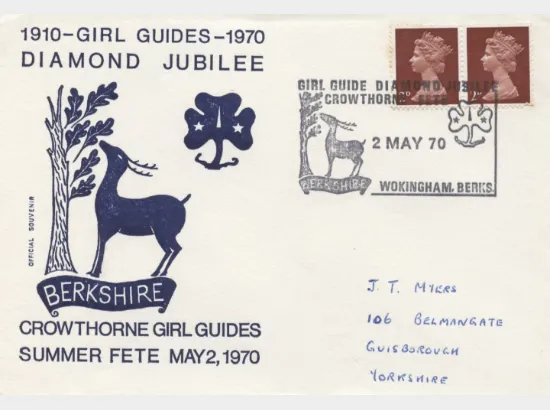 1910-GIRL GUIDES-1970
DIAMOND JUBILEE
OFFICIAL SOUVENIR
BERKSHIRE
CROWTHORNE GIRL GUIDES
SUMMER FETE MAY 2, 1970
GIRL GUIDE DIAMOND JUBILEE
CROWTHORNE FETE
2 MAY 70
BERKSHIRE
WOKINGHAM, BERKS.
J. T. MYERS
106 BELMANGATE
GUISBOROUGH
YORKSHIRE